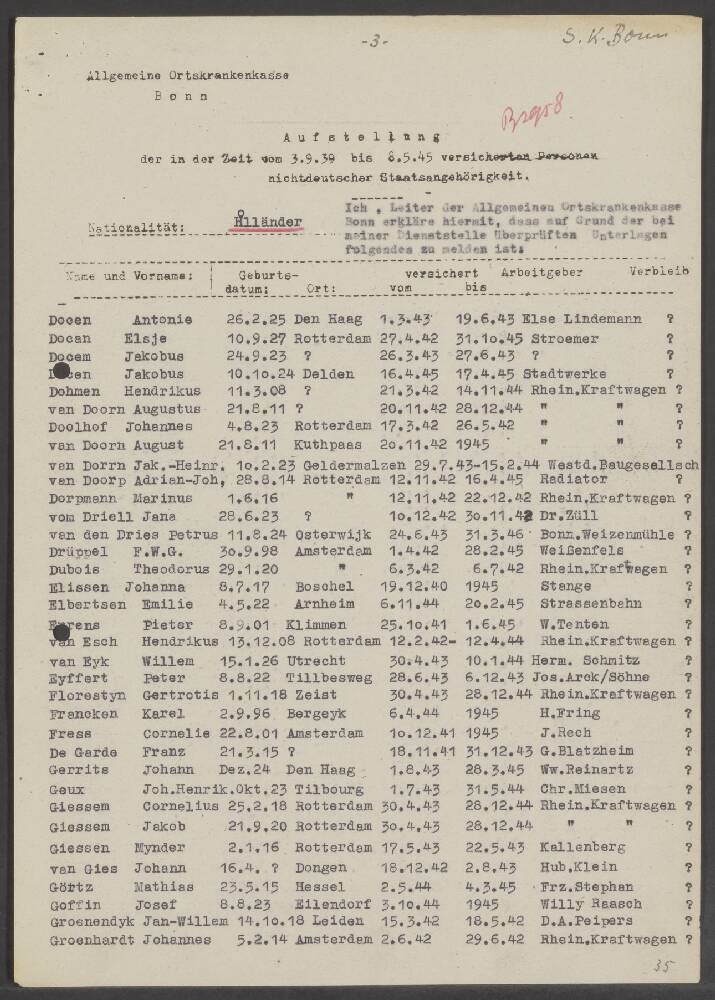 -3-
S.K.Bonn
Allgemeine Ortskrankenkasse
Bonn
Aufstellung
der in der Zeit vom 3.9.39 bis 8.5.45 versicherten Personen
nichtdeutscher Staatsangehörigkeit.
Ich , Leiter der Allgemeinen Ortskrankenkasse
Bonn erkläre hiermit, dass auf Grund der bei
meiner Dienststelle überprüften Unterlagen
folgendes zu melden ist:
Nationalität: Hlländer
Name und Vorname: Geburts- versichert Arbeitgeber Verbleib
datum: Ort: vom bis
Docen Antonie 26.2.25 Den Haag 1.3.43 19.6.43 Else Lindemann ?
Docan Elsje 10.9.27 Rotterdam 27.4.42 31.10.45 Stroemer ?
Docem Jakobus 24.9.23 ? 26.3.43 27.6.43 ? ?
cen Jakobus 10.10.24 Delden 16.4.45 17.4.45 Stadtwerke ?
Dohmen Hendrikus 11.3.08 ? 21.3.42 14.11.44 Rhein.Kraftwagen ?
van Doorn Augustus 21.8.11 ? 20.11.42 28.12.44 " " ?
Doolhof Johannes 4.8.23 Rotterdam 17.3.42 26.5.42 " " ?
van Doorn August 21.8.11 Kuthpaas 20.11.42 1945 " " ?
van Dorrn Jak.-Heinr. 10.2.23 Geldermalzen 29.7.43-15.2.44 Westd.Baugesellsch
van Doorp Adrian-Joh, 28.8.14 Rotterdam 12.11.42 16.4.45 Radiator ?
Dorpmann Marinus 1.6.16 " 12.11.42 22.12.42 Rhein.Kraftwagen ?
vom Driell Jana 28.6.23 ? 10.12.42 30.11.42 Dr.Züll ?
van den Dries Petrus 11.8.24 Osterwijk 24.6.43 31.3.46 Bonn.Weizenmühle ?
Drüppel F.W.G. 30.9.98 Amsterdam 1.4.42 28.2.45 Weißenfels ?
Dubois Theodorus 29.1.20 " 6.3.42 6.7.42 Rhein.Kraftwagen ?
Elissen Johanna 8.7.17 Boschel 19.12.40 1945 Stange ?
Elbertsen Emilie 4.5.22 Arnheim 6.11.44 20.2.45 Strassenbahn ?
rens Pieter 8.9.01 Klimmen 25.10.41 1.6.45 W.Tenten ?
van Esch Hendrikus 13.12.08 Rotterdam 12.2.42- 12.4.44 Rhein.Kraftwagen ?
van Eyk Willem 15.1.26 Utrecht 30.4.43 10.1.44 Herm. Schmitz ?
Eyffert Peter 8.8.22 Tillbesweg 28.6.43 6.12.43 Jos.Arck/Söhne ?
Florestyn Gertrotis 1.11.18 Zeist 30.4.43 28.12.44 Rhein.Kraftwagen ?
Francken Karel 2.9.96 Bergeyk 6.4.44 1945 H.Fring ?
Fress Cornelie 22.8.01 Amsterdam 10.12.41 1945 J.Rech ?
De Garde Franz 21.3.15 ? 18.11.41 31.12.43 G.Blatzheim ?
Gerrits Johann Dez.24 Den Haag 1.8.43 28.3.45 Ww.Reinartz ?
Geux Joh.Henrik.Okt.23 Tilbourg 1.7.43 31.5.44 Chr.Miesen ?
Giessem Cornelius 25.2.18 Rotterdam 30.4.43 28.12.44 Rhein.Kraftwagen ?
Giessem Jakob 21.9.20 Rotterdam 30.4.43 28.12.44 " " ?
Giessen Mynder 2.1.16 Rotterdam 17.5.43 22.5.43 Kallenberg ?
van Gies Johann 16.4. ? Dongen 18.12.42 2.8.43 Hub.Klein ?
Görtz Mathias 23.5.15 Hessel 2.5.44 4.3.45 Frz.Stephan ?
Goffin Josef 8.8.23 Eilendorf 3.10.44 1945 Willy Raasch ?
Groenendyk Jan-Willem 14.10.18 Leiden 15.3.42 18.5.42 D.A.Peipers ?
Groenhardt Johannes 5.2.14 Amsterdam 2.6.42 29.6.42 Rhein.Kraftwagen ?
35